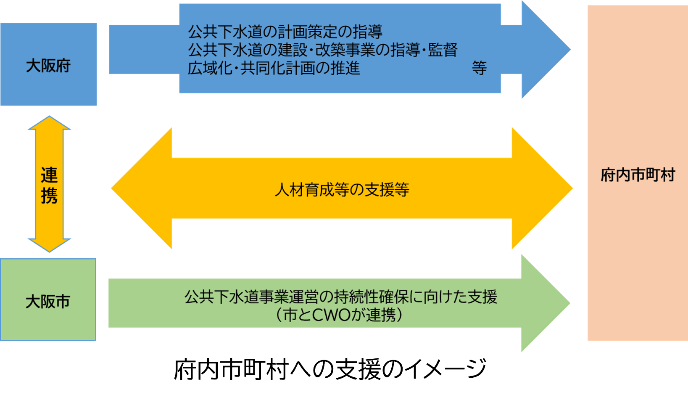 大阪府
公共下水道の計画策定の指導
公共下水道の建設・改築事業の指導・監督
広域化・共同化計画の推進 等
連携
人材育成等の支援等
府内市町村
大阪市
公共下水道事業運営の持続性確保に向けた支援
（市とCWOが連携）
府内市町村への支援のイメージ